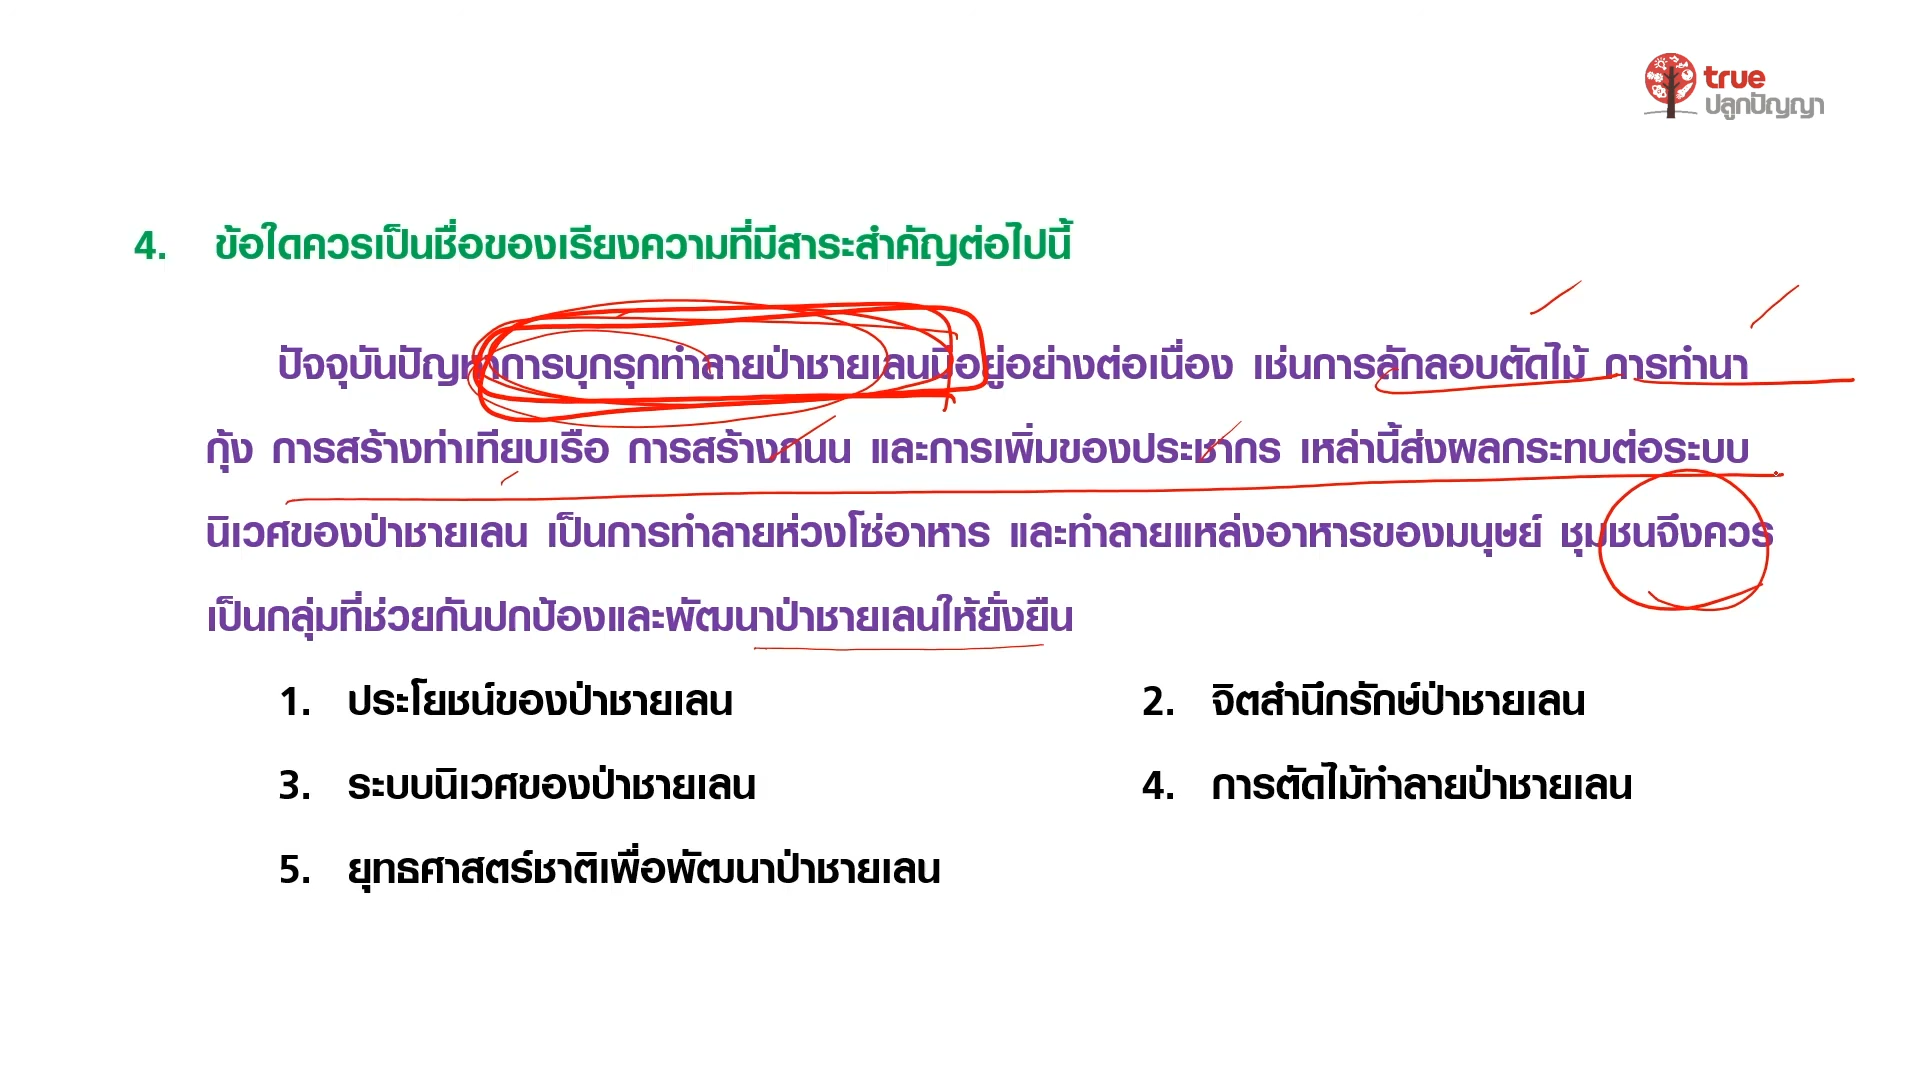 true
ปลูกปัญญา
4. ข้อใดควรเป็นชื่อของเรียงความที่มีสาระสำคัญต่อไปนี้
ปัจจุบันปัญหาการบุกรุกทำลายป่าชายเลนมีอยู่อย่างต่อเนื่อง เช่นการลักลอบตัดไม้ การทำนา
กุ้ง การสร้างท่าเทียบเรือ การสร้างถนน และการเพิ่มของประชากร เหล่านี้ส่งผลกระทบต่อระบบ
นิเวศของป่าชายเลน เป็นการทำลายห่วงโซ่อาหาร และทำลายแหล่งอาหารของมนุษย์ ชุมชนจึงควร
เป็นกลุ่มที่ช่วยกันปกป้องและพัฒนาป่าชายเลนให้ยั่งยืน
1. ประโยชน์ของป่าชายเลน
2. จิตสำนึกรักษ์ป่าชายเลน
3. ระบบนิเวศของป่าชายเลน
4. การตัดไม้ทำลายป่าชายเลน
5. ยุทธศาสตร์ชาติเพื่อพัฒนาป่าชายเลน